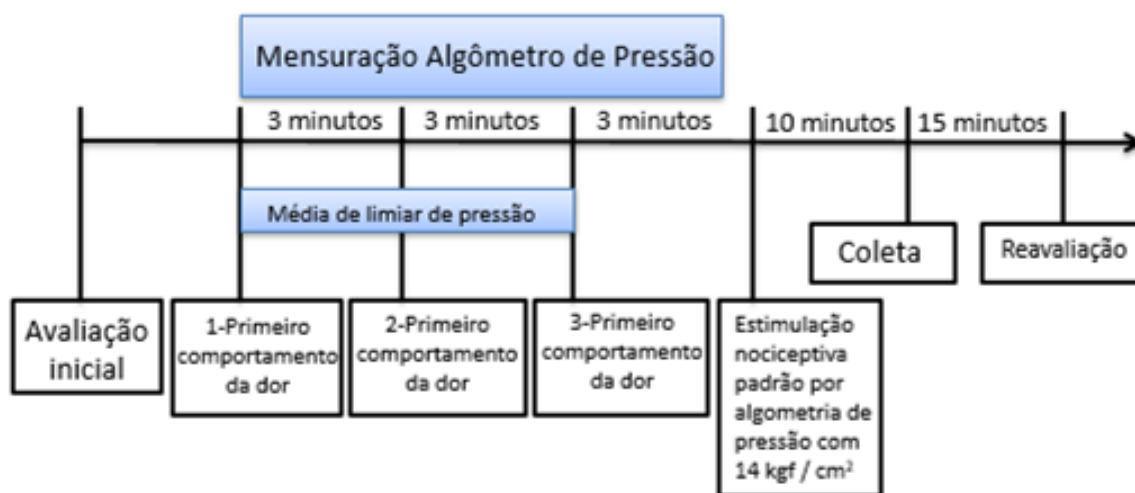 Mensuração Algômetro de Pressão
3 minutos
3 minutos
3 minutos
10 minutos
15 minutos
Média de limiar de pressão
Coleta
Reavaliação
Avaliação
inicial
1-Primeiro
comportamento
da dor
2-Primeiro
comportamento
da dor
3-Primeiro
comportamento
da dor
Estimulação
nociceptiva
padrão por
algometria de
pressão com
14 kgf / cm²